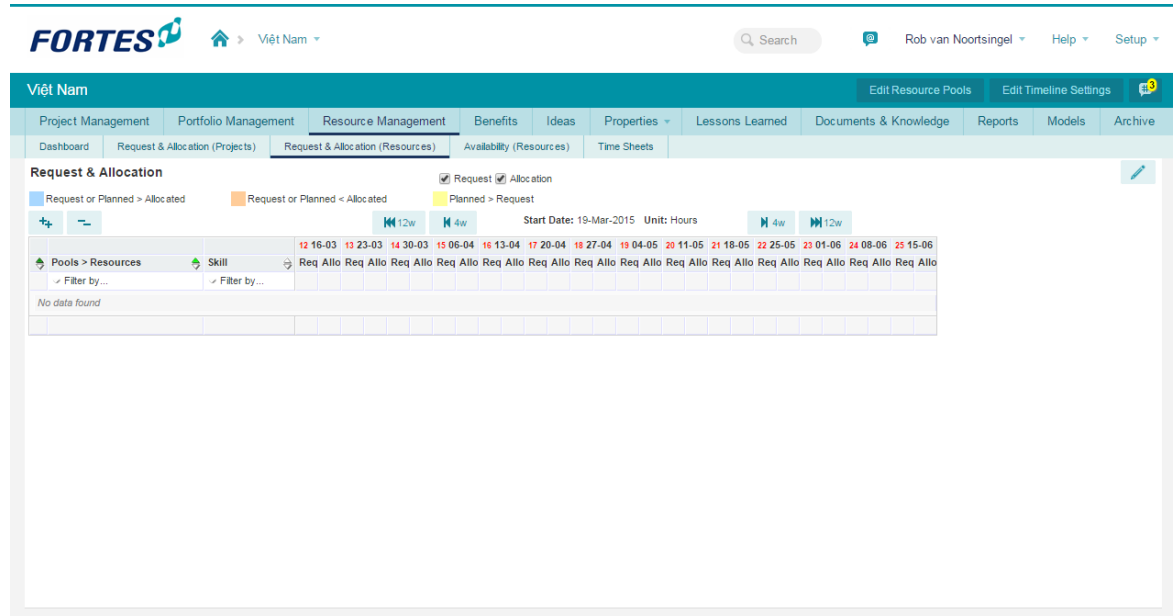 FORTES Việt Nam Search Rob van Noortsingel Help Setup
Việt Nam Edit Resource Pools Edit Timeline Settings 3
Project Management Portfolio Management Resource Management Benefits Ideas Properties Lessons Learned Documents & Knowledge Reports Models Archive
Dashboard Request & Allocation (Projects) Request & Allocation (Resources) Availability (Resources) Time Sheets
Request & Allocation Request Allocation
Request or Planned > Allocated Request or Planned < Allocated Planned > Request
12w 4w Start Date: 19-Mar-2015 Unit: Hours 4w 12w
12 16-03 13 23-03 14 30-03 15 06-04 16 13-04 17 20-04 18 27-04 19 04-05 20 11-05 21 18-05 22 25-05 23 01-06 24 08-06 25 15-06
Pools > Resources Skill Req Allo Req Allo Req Allo Req Allo Req Allo Req Allo Req Allo Req Allo Req Allo Req Allo Req Allo Req Allo Req Allo Req Allo
Filter by... Filter by...
No data found